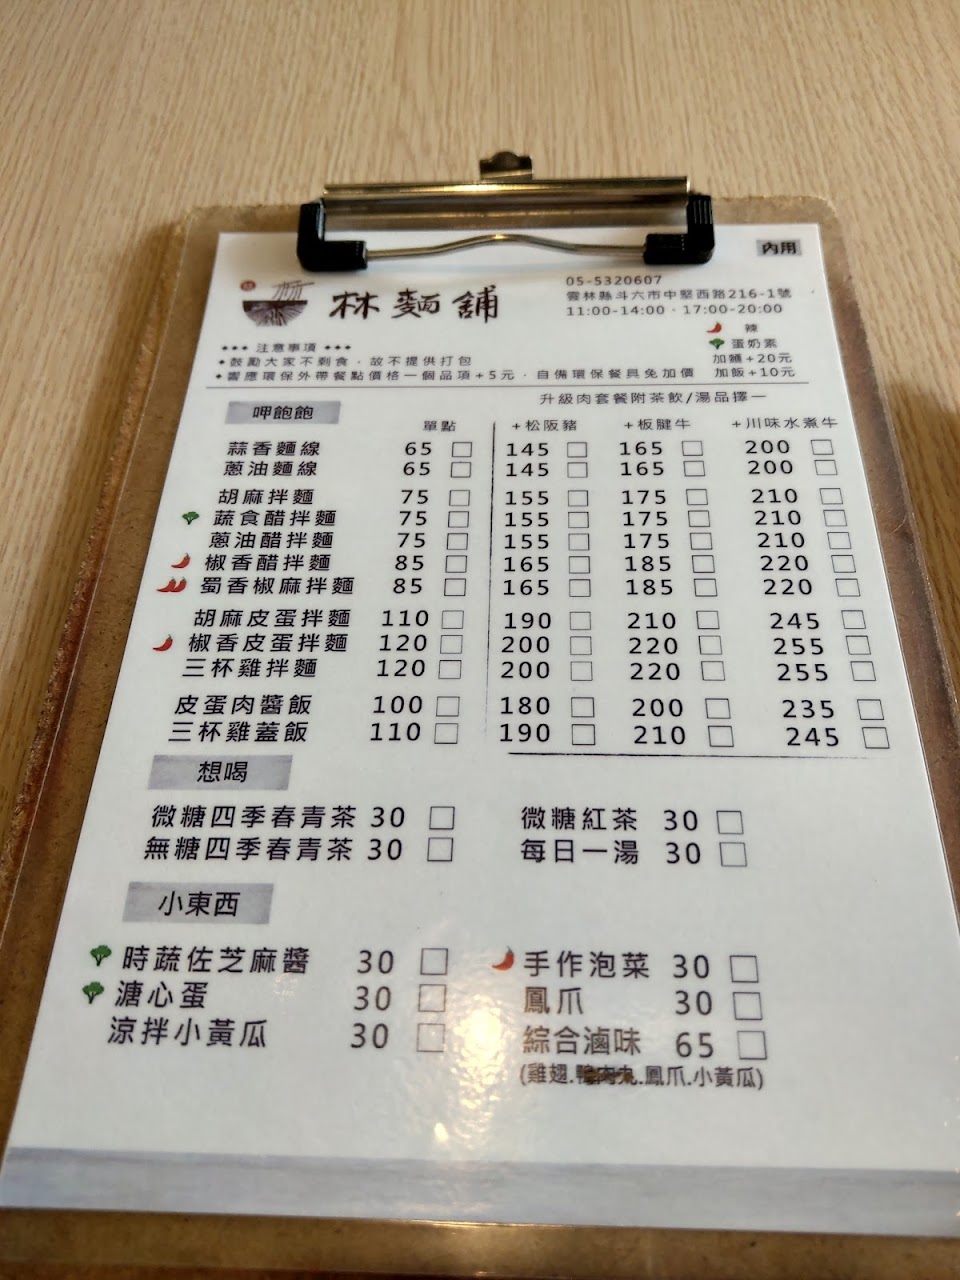 內用
林麵舖
05-5320607
雲林縣斗六市中堅西路216-1號
11:00-14:00、17:00-20:00
辣
蛋奶素
加麵+20元
加飯+10元
◆◆◆ 注意事項 ◆◆◆
◆鼓勵大家不剩食，故不提供打包
◆響應環保外帶餐點價格一個品項+5元，自備環保餐具免加價
升級肉套餐附茶飲/湯品擇一
呷飽飽 單點 +松阪豬 +板腱牛 +川味水煮牛
蒜香麵線 65 □ 145 □ 165 □ 200 □
蔥油麵線 65 □ 145 □ 165 □ 200 □
胡麻拌麵 75 □ 155 □ 175 □ 210 □
蔬食醋拌麵 75 □ 155 □ 175 □ 210 □
蔥油醋拌麵 75 □ 155 □ 175 □ 210 □
椒香醋拌麵 85 □ 165 □ 185 □ 220 □
蜀香椒麻拌麵 85 □ 165 □ 185 □ 220 □
胡麻皮蛋拌麵 110 □ 190 □ 210 □ 245 □
椒香皮蛋拌麵 120 □ 200 □ 220 □ 255 □
三杯雞拌麵 120 □ 200 □ 220 □ 255 □
皮蛋肉醬飯 100 □ 180 □ 200 □ 235 □
三杯雞蓋飯 110 □ 190 □ 210 □ 245 □
想喝
微糖四季春青茶 30 □ 微糖紅茶 30 □
無糖四季春青茶 30 □ 每日一湯 30 □
小東西
時蔬佐芝麻醬 30 □ 手作泡菜 30 □
溏心蛋 30 □ 鳳爪 30 □
涼拌小黃瓜 30 □ 綜合滷味 65 □
(雞翅.鴨肉丸.鳳爪.小黃瓜)